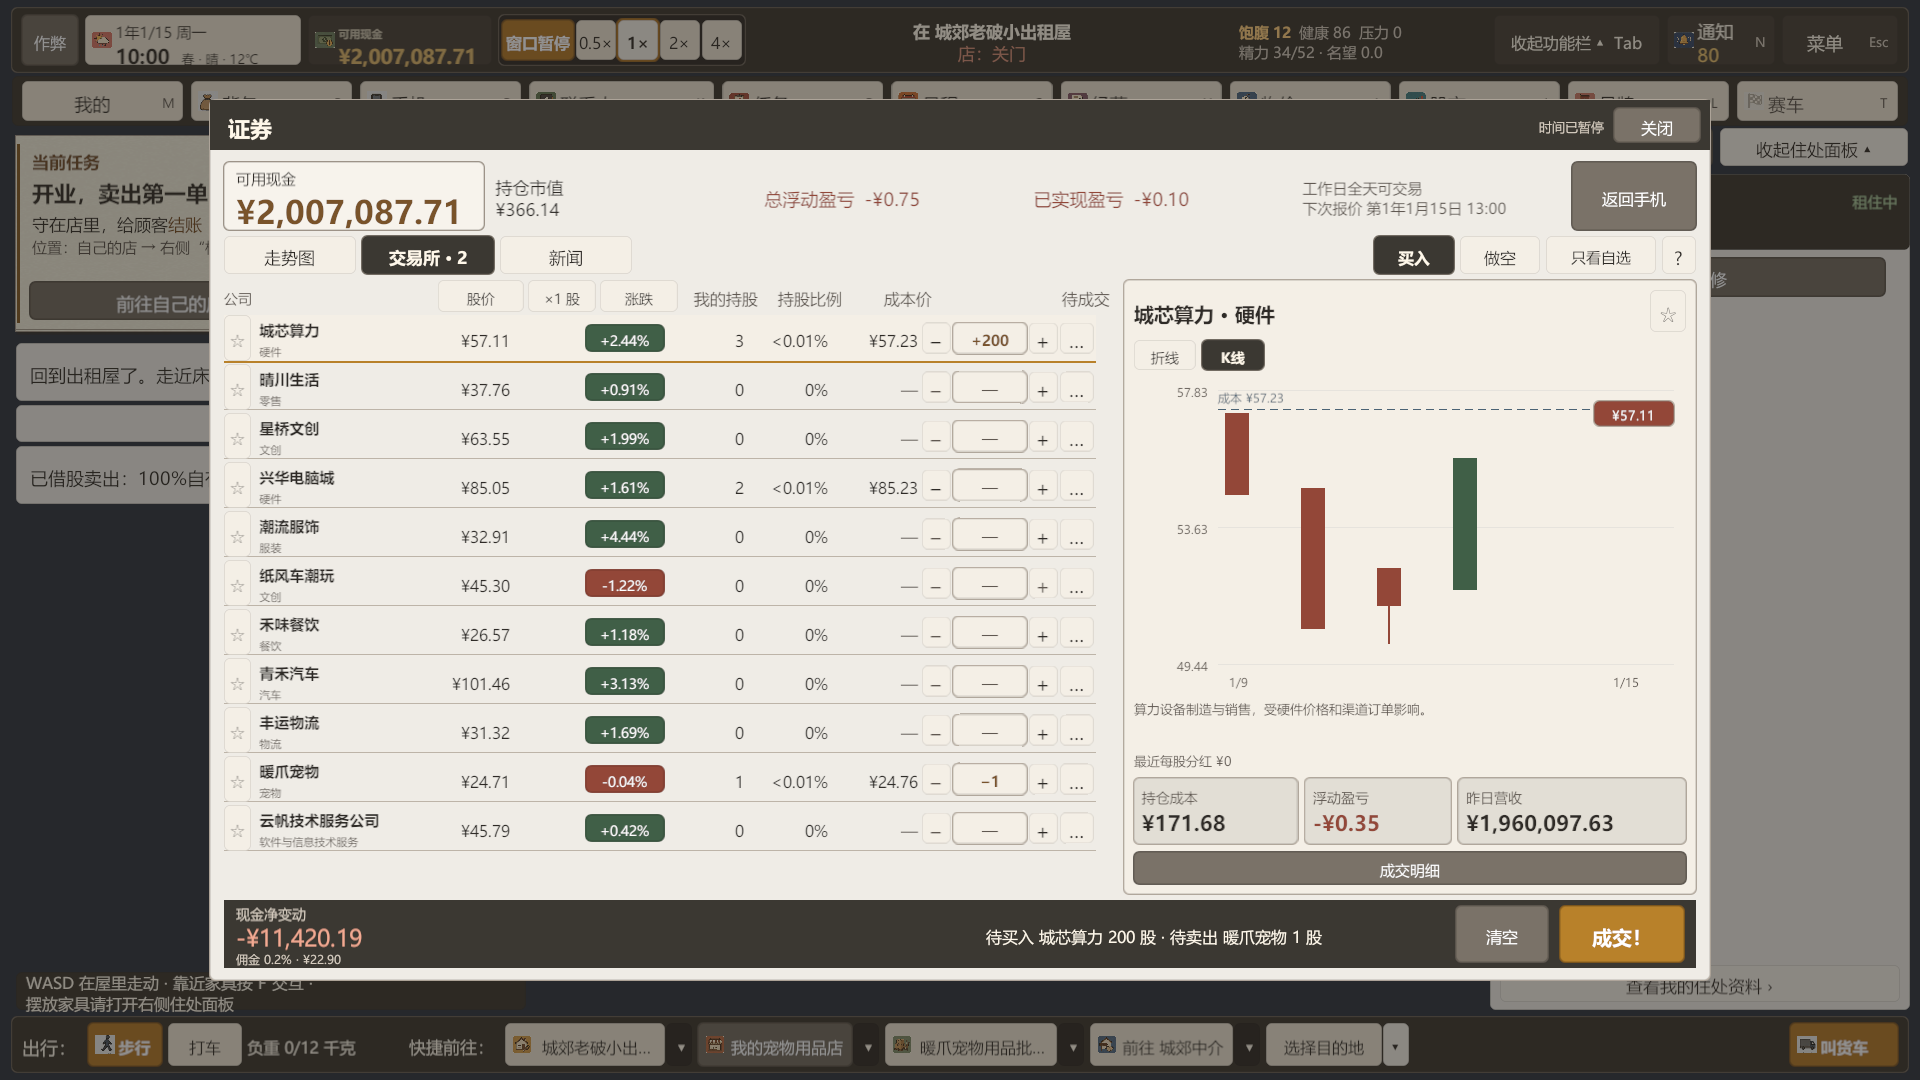 作弊
1年1/15 周一
10:00 春 · 晴 · 12℃
可用现金
¥2,007,087.71
窗口暂停 0.5× 1× 2× 4×
在 城郊老破小出租屋
店：关门
饱腹 12 健康 86 压力 0
精力 34/52 · 名望 0.0
收起功能栏 ▴ Tab
通知
80
N
菜单 Esc
我的 M
L
赛车 T
当前任务
开业，卖出第一单
守在店里，给顾客结账
前往自己的
回到出租屋了。走近床
已借股卖出：100%自
收起住处面板 ▴
租住中
修
证券
时间已暂停
关闭
可用现金
¥2,007,087.71
持仓市值
¥366.14
总浮动盈亏 -¥0.75
已实现盈亏 -¥0.10
工作日全天可交易
下次报价 第1年1月15日 13:00
返回手机
走势图 交易所 • 2 新闻
买入 做空 只看自选 ?
公司 股价 ×1 股 涨跌 我的持股 持股比例 成本价 待成交
☆ 城芯算力 ¥57.11 +2.44% 3 <0.01% ¥57.23 − +200 + ...
硬件
☆ 晴川生活 ¥37.76 +0.91% 0 0% — − — + ...
零售
☆ 星桥文创 ¥63.55 +1.99% 0 0% — − — + ...
文创
☆ 兴华电脑城 ¥85.05 +1.61% 2 <0.01% ¥85.23 − — + ...
硬件
☆ 潮流服饰 ¥32.91 +4.44% 0 0% — − — + ...
服装
☆ 纸风车潮玩 ¥45.30 -1.22% 0 0% — − — + ...
文创
☆ 禾味餐饮 ¥26.57 +1.18% 0 0% — − — + ...
餐饮
☆ 青禾汽车 ¥101.46 +3.13% 0 0% — − — + ...
汽车
☆ 丰运物流 ¥31.32 +1.69% 0 0% — − — + ...
物流
☆ 暖爪宠物 ¥24.71 -0.04% 1 <0.01% ¥24.76 − −1 + ...
宠物
☆ 云帆技术服务公司 ¥45.79 +0.42% 0 0% — − — + ...
软件与信息技术服务
城芯算力 • 硬件
☆
折线 K线
57.83
成本 ¥57.23
¥57.11
53.63
49.44
1/9 1/15
算力设备制造与销售，受硬件价格和渠道订单影响。
最近每股分红 ¥0
持仓成本
¥171.68
浮动盈亏
-¥0.35
昨日营收
¥1,960,097.63
成交明细
现金净变动
-¥11,420.19
佣金 0.2% · ¥22.90
待买入 城芯算力 200 股 · 待卖出 暖爪宠物 1 股
清空
成交!
WASD 在屋里走动 · 靠近家具按 F 交互 ·
摆放家具请打开右侧住处面板
查看我的住处资料 ›
出行： 步行 打车 负重 0/12 千克 快捷前往： 城郊老破小出... ▾ 我的宠物用品店 ▾ 暖爪宠物用品批... ▾ 前往 城郊中介 ▾ 选择目的地 ▾ 叫货车